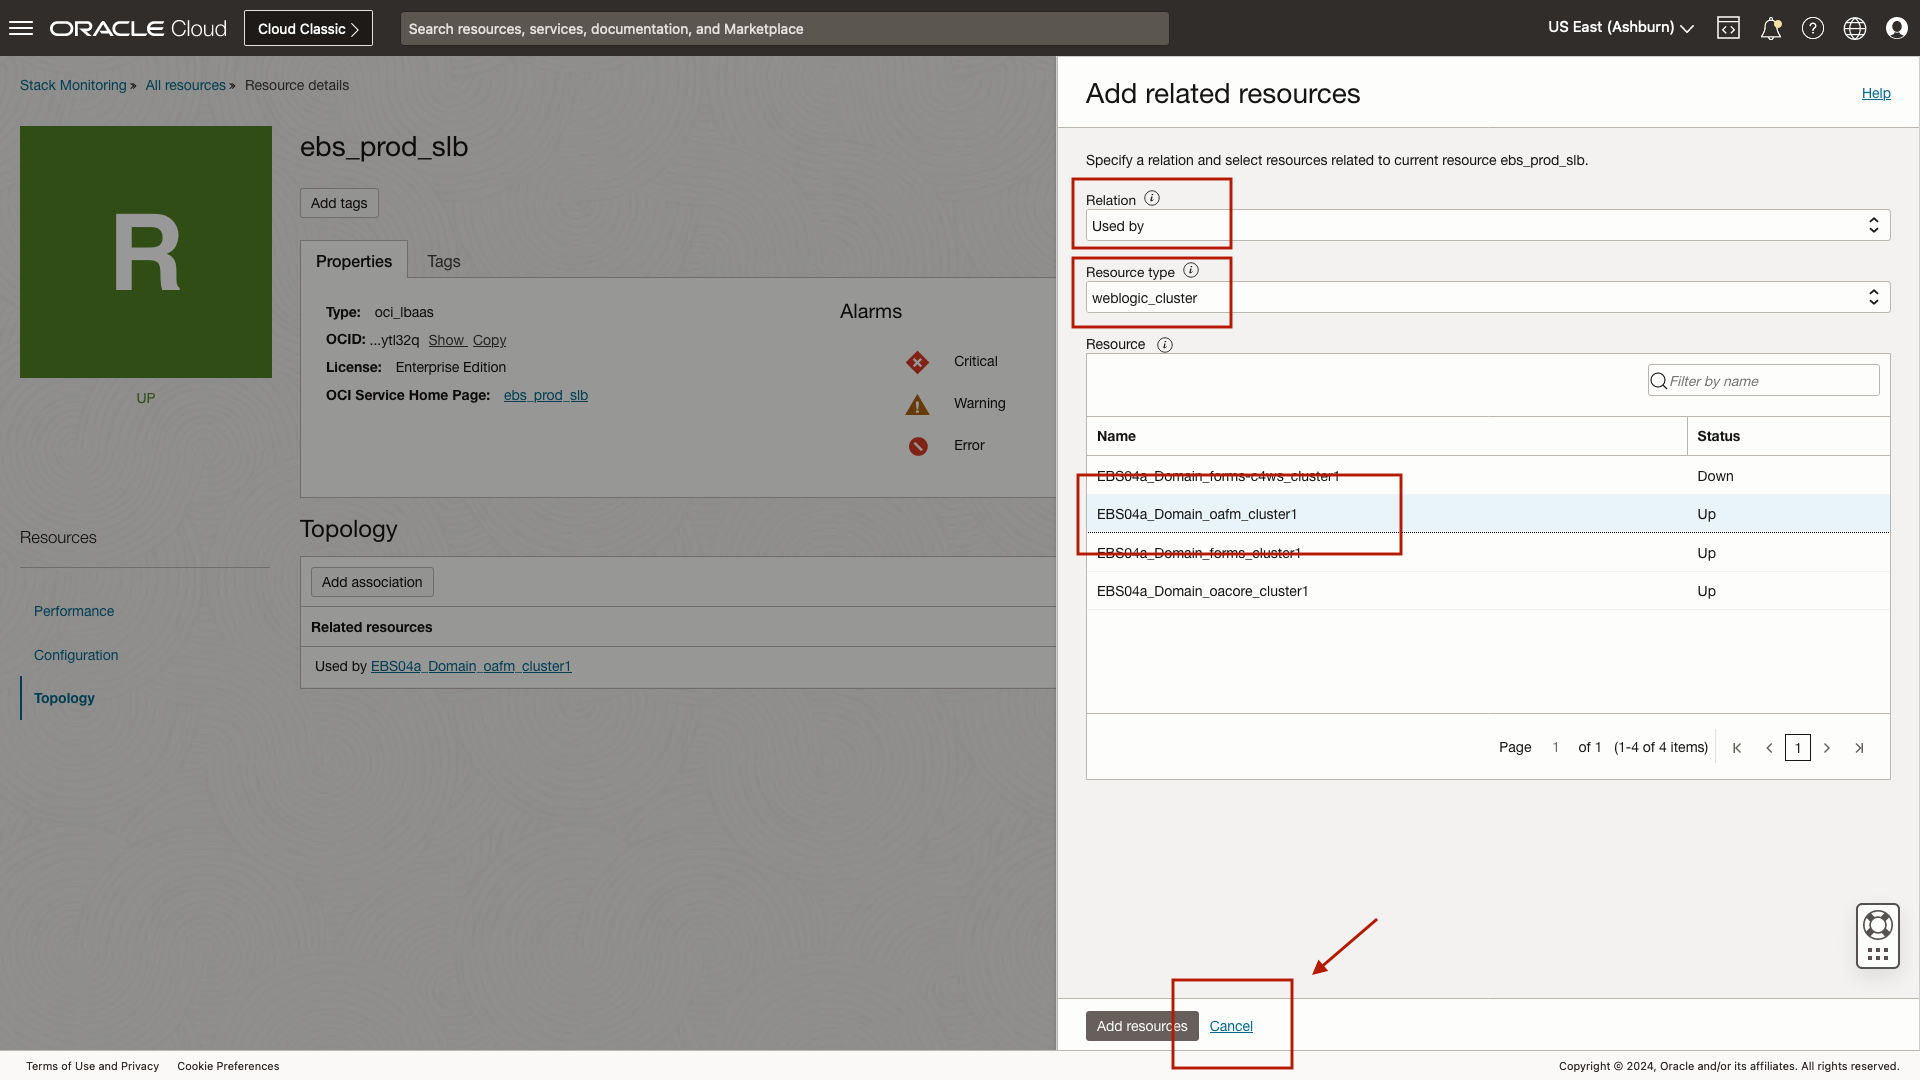 ORACLE Cloud
Cloud Classic
Search resources, services, documentation, and Marketplace
US East (Ashburn)
Stack Monitoring » All resources » Resource details
R
UP
ebs_prod_slb
Add tags
Properties
Tags
Type: oci_lbaas
OCID: ...ytl32q Show Copy
License: Enterprise Edition
OCI Service Home Page: ebs_prod_slb
Alarms
Critical
Warning
Error
Resources
Performance
Configuration
Topology
Topology
Add association
Related resources
Used by EBS04a_Domain_oafm_cluster1
Add related resources
Help
Specify a relation and select resources related to current resource ebs_prod_slb.
Relation
Used by
Resource type
weblogic_cluster
Resource
Filter by name
Name Status
EBS04a_Domain_forms-c4ws_cluster1 Down
EBS04a_Domain_oafm_cluster1 Up
EBS04a_Domain_forms_cluster1 Up
EBS04a_Domain_oacore_cluster1 Up
Page 1 of 1 (1-4 of 4 items) 1
Add resources Cancel
Terms of Use and Privacy Cookie Preferences
Copyright © 2024, Oracle and/or its affiliates. All rights reserved.